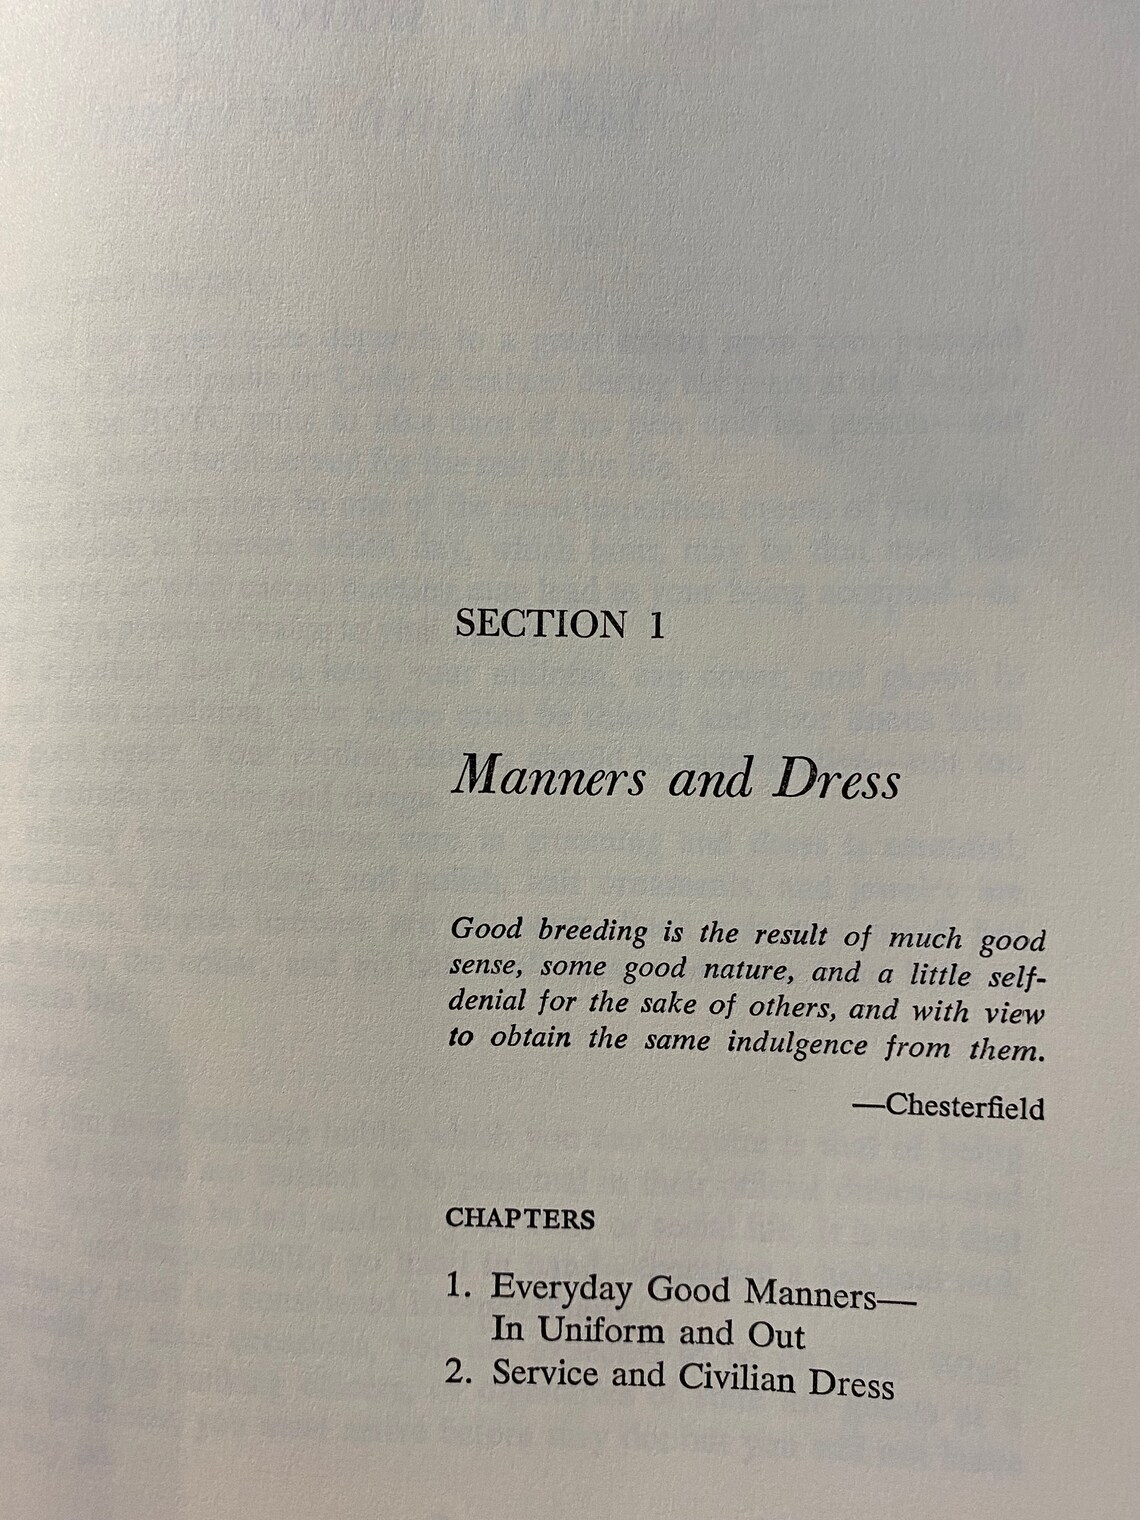 SECTION 1
Manners and Dress
Good breeding is the result of much good
sense, some good nature, and a little self-
denial for the sake of others, and with view
to obtain the same indulgence from them.
—Chesterfield
CHAPTERS
1. Everyday Good Manners—
In Uniform and Out
2. Service and Civilian Dress